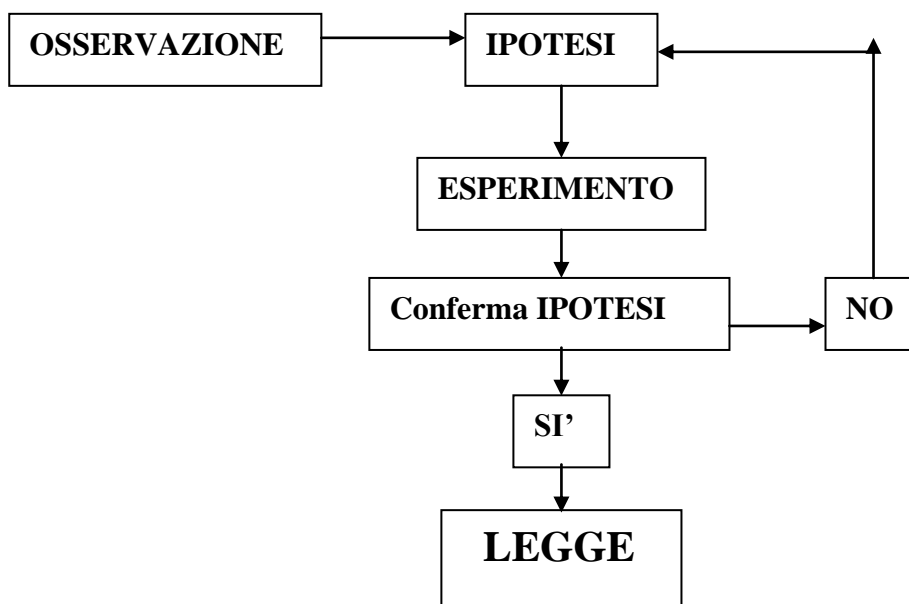 OSSERVAZIONE
IPOTESI
ESPERIMENTO
Conferma IPOTESI
NO
SI’
LEGGE